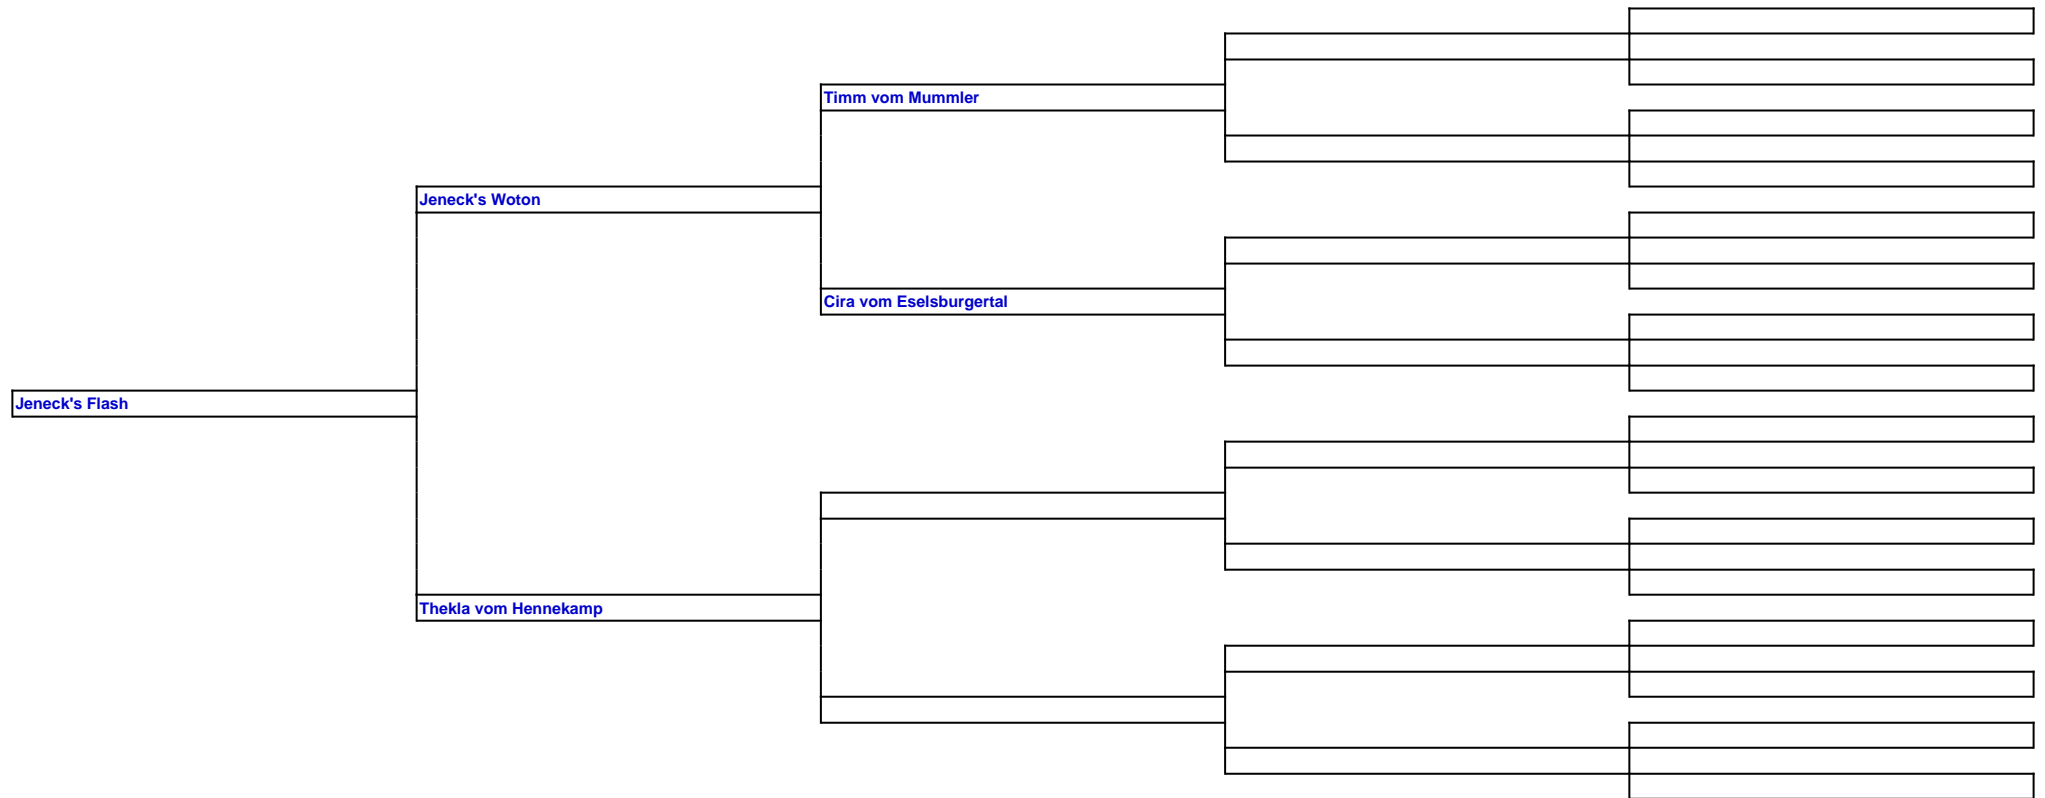 Timm vom Mummler
Jeneck's Woton
Cira vom Eselsburgertal
Jeneck's Flash
Thekla vom Hennekamp